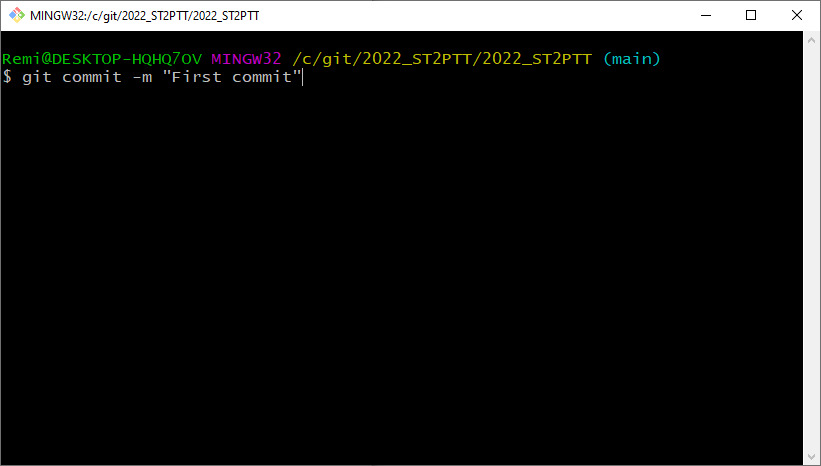 MINGW32:/c/git/2022_ST2PTT/2022_ST2PTT
Remi@DESKTOP-HQHQ7OV MINGW32 /c/git/2022_ST2PTT/2022_ST2PTT (main)
$ git commit -m "First commit"